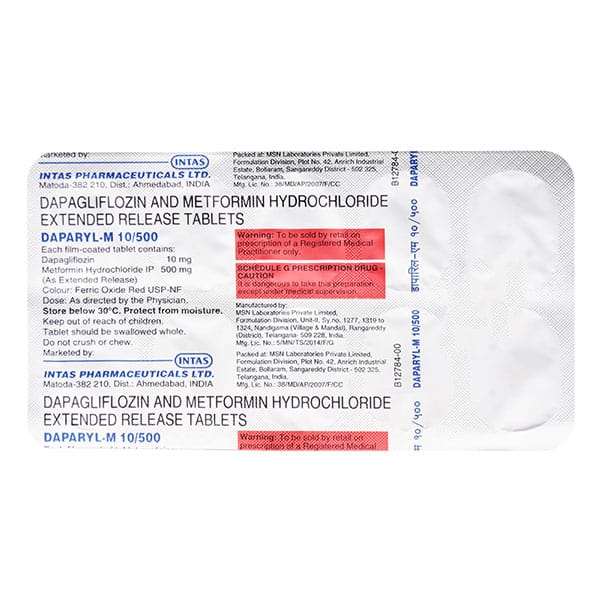 Marketed by:
INTAS
INTAS PHARMACEUTICALS LTD.
Matoda-382 210, Dist.: Ahmedabad, INDIA
Packed at: MSN Laboratories Private Limited,
Formulation Division, Plot No. 42, Anrich Industrial
Estate, Bollaram, Sangareddy District - 502 325,
Telangana, India.
Mfg. Lic. No.: 38/MD/AP/2007/F/CC
DAPAGLIFLOZIN AND METFORMIN HYDROCHLORIDE
EXTENDED RELEASE TABLETS
DAPARYL-M 10/500
Each film-coated tablet contains:
Dapagliflozin 10 mg
Metformin Hydrochloride IP 500 mg
(As Extended Release)
Colour: Ferric Oxide Red USP-NF
Dose: As directed by the Physician.
Store below 30°C. Protect from moisture.
Keep out of reach of children.
Tablet should be swallowed whole.
Do not crush or chew.
Marketed by:
INTAS
INTAS PHARMACEUTICALS LTD.
Matoda-382 210, Dist.: Ahmedabad, INDIA
Warning: To be sold by retail on
prescription of a Registered Medical
Practitioner only.
SCHEDULE G PRESCRIPTION DRUG -
CAUTION
It is dangerous to take this preparation
except under medical supervision.
Manufactured by:
MSN Laboratories Private Limited,
Formulation Division, Unit-II, Sy.no. 1277, 1319 to
1324, Nandigama (Village & Mandal), Rangareddy
(District), Telangana- 509 228, India.
Mfg. Lic. No.: 5/MN/TS/2014/F/G
Packed at: MSN Laboratories Private Limited,
Formulation Division, Plot No. 42, Anrich Industrial
Estate, Bollaram, Sangareddy District - 502 325,
Telangana, India.
Mfg. Lic. No.: 38/MD/AP/2007/F/CC
DAPAGLIFLOZIN AND METFORMIN HYDROCHLORIDE
EXTENDED RELEASE TABLETS
DAPARYL-M 10/500
Warning: To be sold by retail on
prescription of a Registered Medical
B12784-0
B12784-00
डापारिल-एम १०/५००
DAPARYL
DAPARYL-M 10/500
एम १०/५००